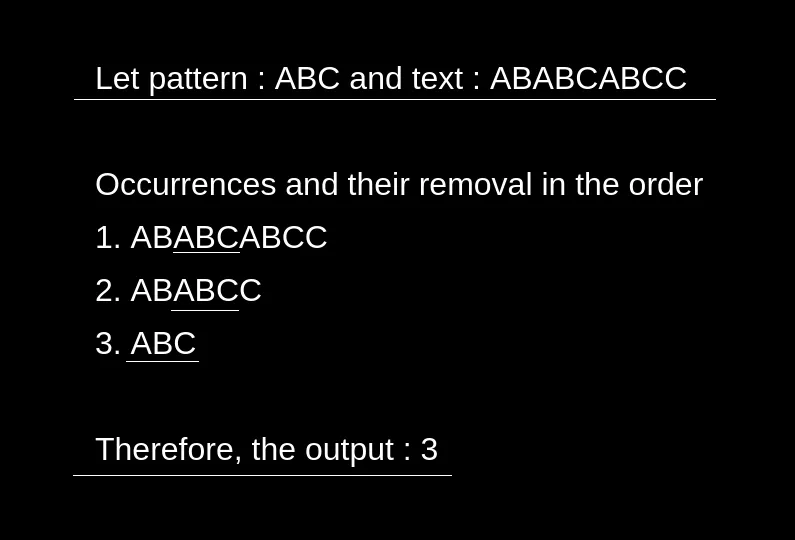 Let pattern : ABC and text : ABABCABCC
Occurrences and their removal in the order
1. ABABCABCC
2. ABABCC
3. ABC
Therefore, the output : 3